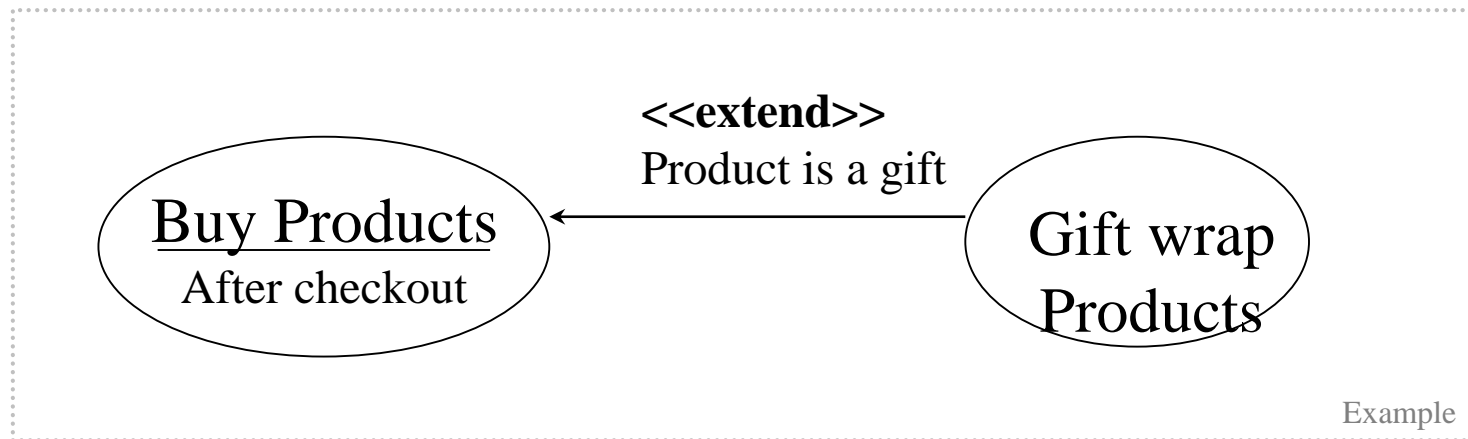 <<extend>>
Product is a gift
Buy Products
After checkout
Gift wrap
Products
Example